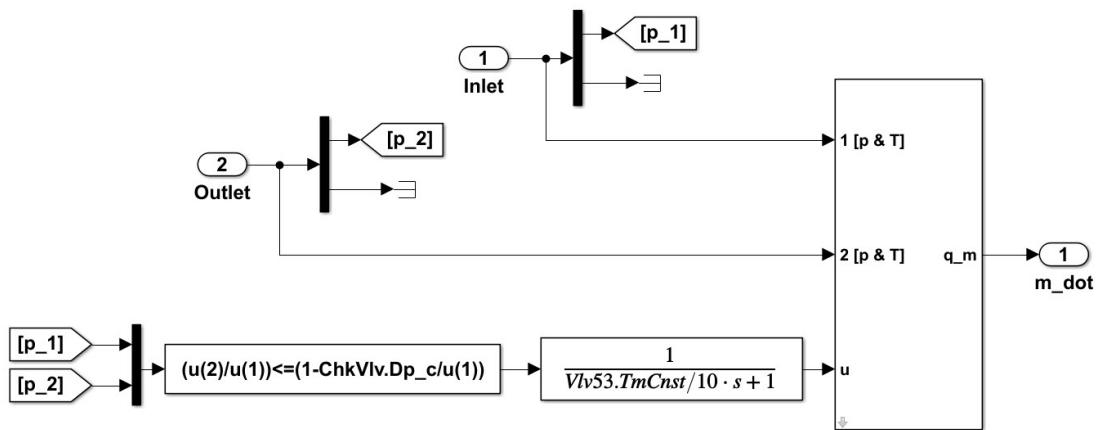 [p_1]
1
Inlet
[p_2]
1 [p & T]
2
Outlet
2 [p & T]
q_m
1
m_dot
[p_1]
(u(2)/u(1))<=(1-ChkVlv.Dp_c/u(1))
1
Vlv53.TmCnst/10 · s + 1
u
[p_2]